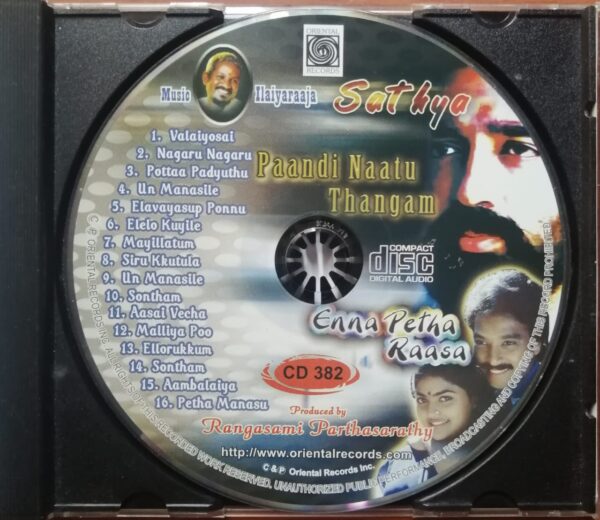 ORIENTAL
RECORDS
Music Ilaiyaraaja
Sathya
Paandi Naatu
Thangam
1. Valaiyosai
2. Nagaru Nagaru
3. Pottaa Padyuthu
4. Un Manasile
5. Elavayasup Ponnu
6. Elelo Kuyile
7. Mayillatum
8. Siru Kkutula
9. Un Manasile
10. Sontham
11. Aasai Vecha
12. Malliya Poo
13. Ellorukkum
14. Sontham
15. Aambalaiya
16. Petha Manasu
COMPACT
disc
DIGITAL AUDIO
Enna Petha
Raasa
CD 382
Produced by
Rangasami Parthasarathy
http://www.orientalrecords.com
C & P Oriental Records Inc.
C & P ORIENTAL RECORDS INC. ALL RIGHTS OF THIS RECORDED WORK RESERVED. UNAUTHORIZED PUBLIC PERFORMANCE, BROADCASTING AND COPYING OF THIS RECORD PROHIBITED